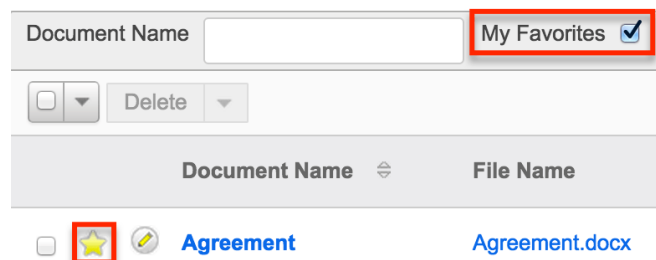 Document Name My Favorites
Delete
Document Name File Name
Agreement Agreement.docx